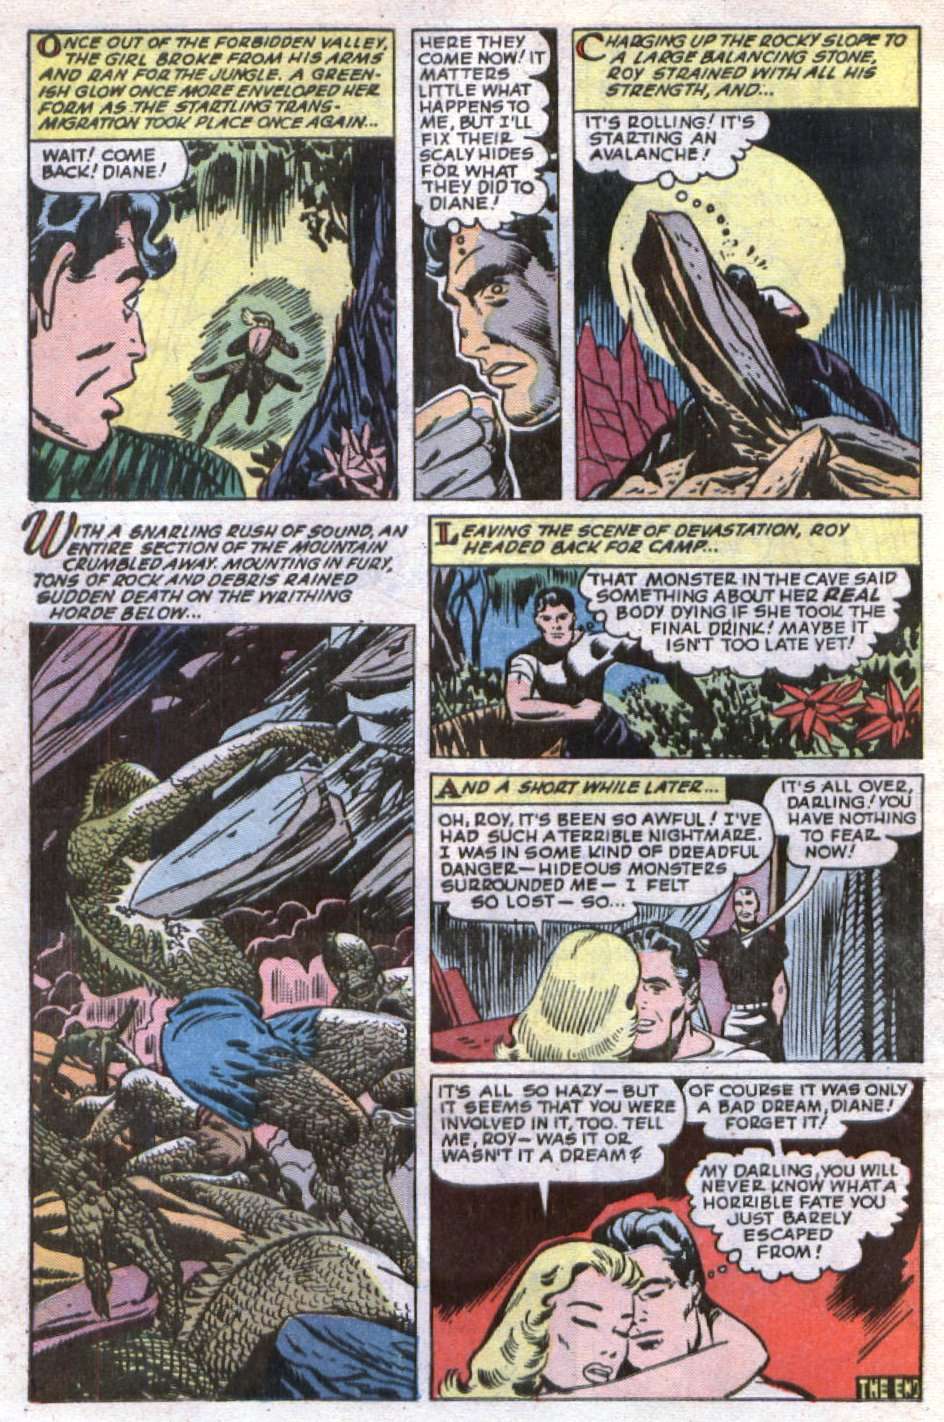 ONCE OUT OF THE FORBIDDEN VALLEY,
THE GIRL BROKE FROM HIS ARMS
AND RAN FOR THE JUNGLE. A GREEN-
ISH GLOW ONCE MORE ENVELOPED HER
FORM AS THE STARTLING TRANS-
MIGRATION TOOK PLACE ONCE AGAIN...
WAIT! COME
BACK! DIANE!
HERE THEY
COME NOW! IT
MATTERS
LITTLE WHAT
HAPPENS TO
ME, BUT I'LL
FIX THEIR
SCALY HIDES
FOR WHAT
THEY DID TO
DIANE!
CHARGING UP THE ROCKY SLOPE TO
A LARGE BALANCING STONE,
ROY STRAINED WITH ALL HIS
STRENGTH, AND...
IT'S ROLLING! IT'S
STARTING AN
AVALANCHE!
WITH A SNARLING RUSH OF SOUND, AN
ENTIRE SECTION OF THE MOUNTAIN
CRUMBLED AWAY. MOUNTING IN FURY,
TONS OF ROCK AND DEBRIS RAINED
SUDDEN DEATH ON THE WRITHING
HORDE BELOW...
LEAVING THE SCENE OF DEVASTATION, ROY
HEADED BACK FOR CAMP...
THAT MONSTER IN THE CAVE SAID
SOMETHING ABOUT HER REAL
BODY DYING IF SHE TOOK THE
FINAL DRINK! MAYBE IT
ISN'T TOO LATE YET!
AND A SHORT WHILE LATER...
OH, ROY, IT'S BEEN SO AWFUL! I'VE
HAD SUCH A TERRIBLE NIGHTMARE.
I WAS IN SOME KIND OF DREADFUL
DANGER—HIDEOUS MONSTERS
SURROUNDED ME—I FELT
SO LOST—SO...
IT'S ALL OVER,
DARLING! YOU
HAVE NOTHING
TO FEAR
NOW!
IT'S ALL SO HAZY—BUT
IT SEEMS THAT YOU WERE
INVOLVED IN IT, TOO. TELL
ME, ROY—WAS IT OR
WASN'T IT A DREAM?
OF COURSE IT WAS ONLY
A BAD DREAM, DIANE!
FORGET IT!
MY DARLING, YOU WILL
NEVER KNOW WHAT A
HORRIBLE FATE YOU
JUST BARELY
ESCAPED
FROM!
THE END